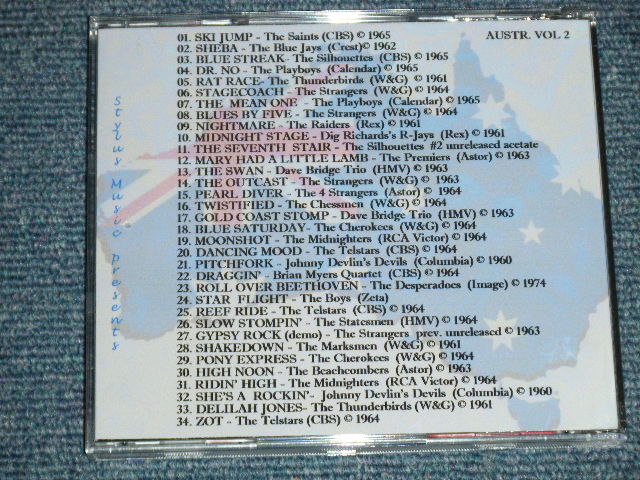 AUSTR. VOL 2
Stylus Music presents
01. SKI JUMP - The Saints (CBS) © 1965
02. SHEBA - The Blue Jays (Crest)© 1962
03. BLUE STREAK- The Silhouettes (CBS) © 1965
04. DR. NO - The Playboys (Calendar) © 1965
05. RAT RACE- The Thunderbirds (W&G) © 1961
06. STAGECOACH - The Strangers (W&G) © 1964
07. THE MEAN ONE - The Playboys (Calendar) © 1965
08. BLUES BY FIVE - The Strangers (W&G) © 1964
09. NIGHTMARE - The Raiders (Rex) © 1961
10. MIDNIGHT STAGE - Dig Richards's R-Jays (Rex) © 1961
11. THE SEVENTH STAIR - The Silhouettes #2 unreleased acetate
12. MARY HAD A LITTLE LAMB - The Premiers (Astor) © 1963
13. THE SWAN - Dave Bridge Trio (HMV) © 1963
14. THE OUTCAST - The Strangers (W&G) © 1964
15. PEARL DIVER - The 4 Strangers (Astor) © 1964
16. TWISTIFIED - The Chessmen (W&G) © 1964
17. GOLD COAST STOMP - Dave Bridge Trio (HMV) © 1963
18. BLUE SATURDAY - The Cherokees (W&G) © 1964
19. MOONSHOT - The Midnighters (RCA Victor) © 1964
20. DANCING MOOD - The Telstars (CBS) © 1964
21. PITCHFORK - Johnny Devlin's Devils (Columbia) © 1960
22. DRAGGIN' - Brian Myers Quartet (CBS) © 1964
23. ROLL OVER BEETHOVEN - The Desperadoes (Image) © 1974
24. STAR FLIGHT - The Boys (Zeta)
25. REEF RIDE - The Telstars (CBS) © 1964
26. SLOW STOMPIN' - The Statesmen (HMV) © 1964
27. GYPSY ROCK (demo) - The Strangers prev. unreleased © 1963
28. SHAKEDOWN - The Marksmen (W&G) © 1961
29. PONY EXPRESS - The Cherokees (W&G) © 1964
30. HIGH NOON - The Beachcombers (Astor) © 1963
31. RIDIN' HIGH - The Midnighters (RCA Victor) © 1964
32. SHE'S A ROCKIN'- Johnny Devlin's Devils (Columbia) © 1960
33. DELILAH JONES- The Thunderbirds (W&G) © 1961
34. ZOT - The Telstars (CBS) © 1964